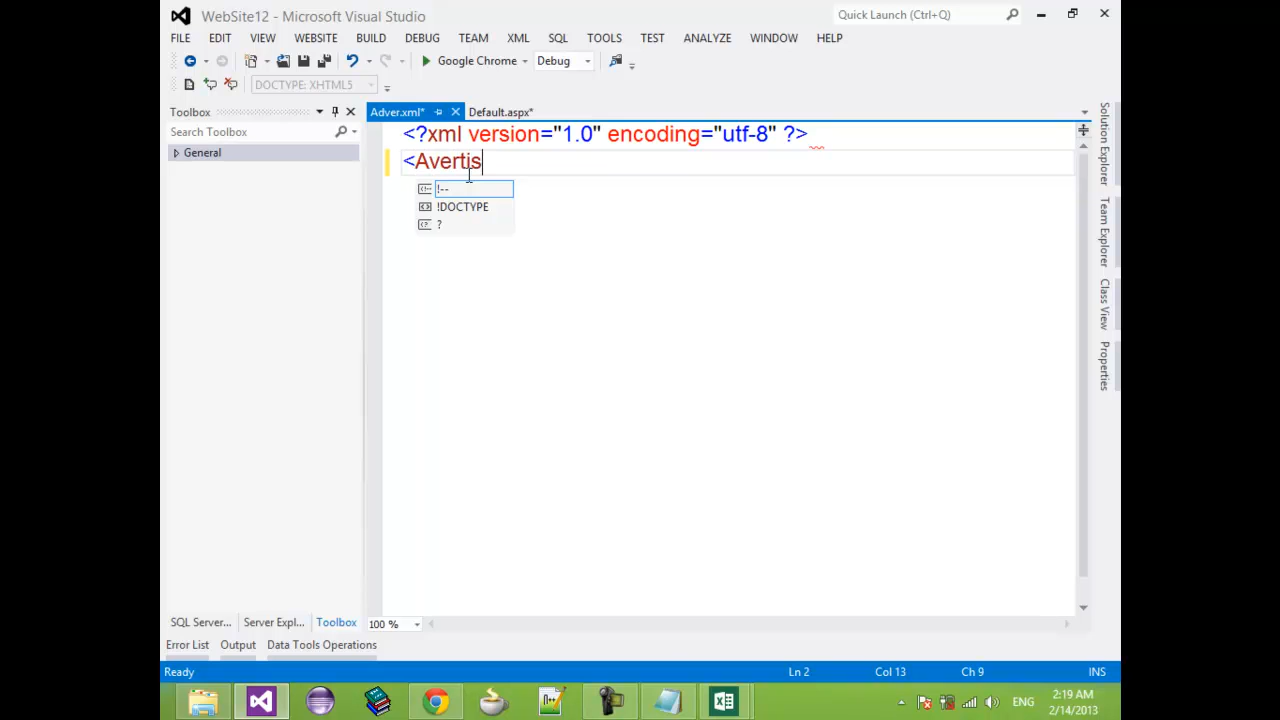 WebSite12 - Microsoft Visual Studio
Quick Launch (Ctrl+Q)
FILE EDIT VIEW WEBSITE BUILD DEBUG TEAM XML SQL TOOLS TEST ANALYZE WINDOW HELP
Google Chrome Debug
DOCTYPE: XHTML5
Toolbox
Adver.xml* Default.aspx*
Search Toolbox
General
<?xml version="1.0" encoding="utf-8" ?>
<Avertis
!--
!DOCTYPE
?
Solution Explorer
Team Explorer
Class View
Properties
SQL Server... Server Expl... Toolbox
100 %
Error List Output Data Tools Operations
Ready Ln 2 Col 13 Ch 9 INS
ENG
2:19 AM
2/14/2013